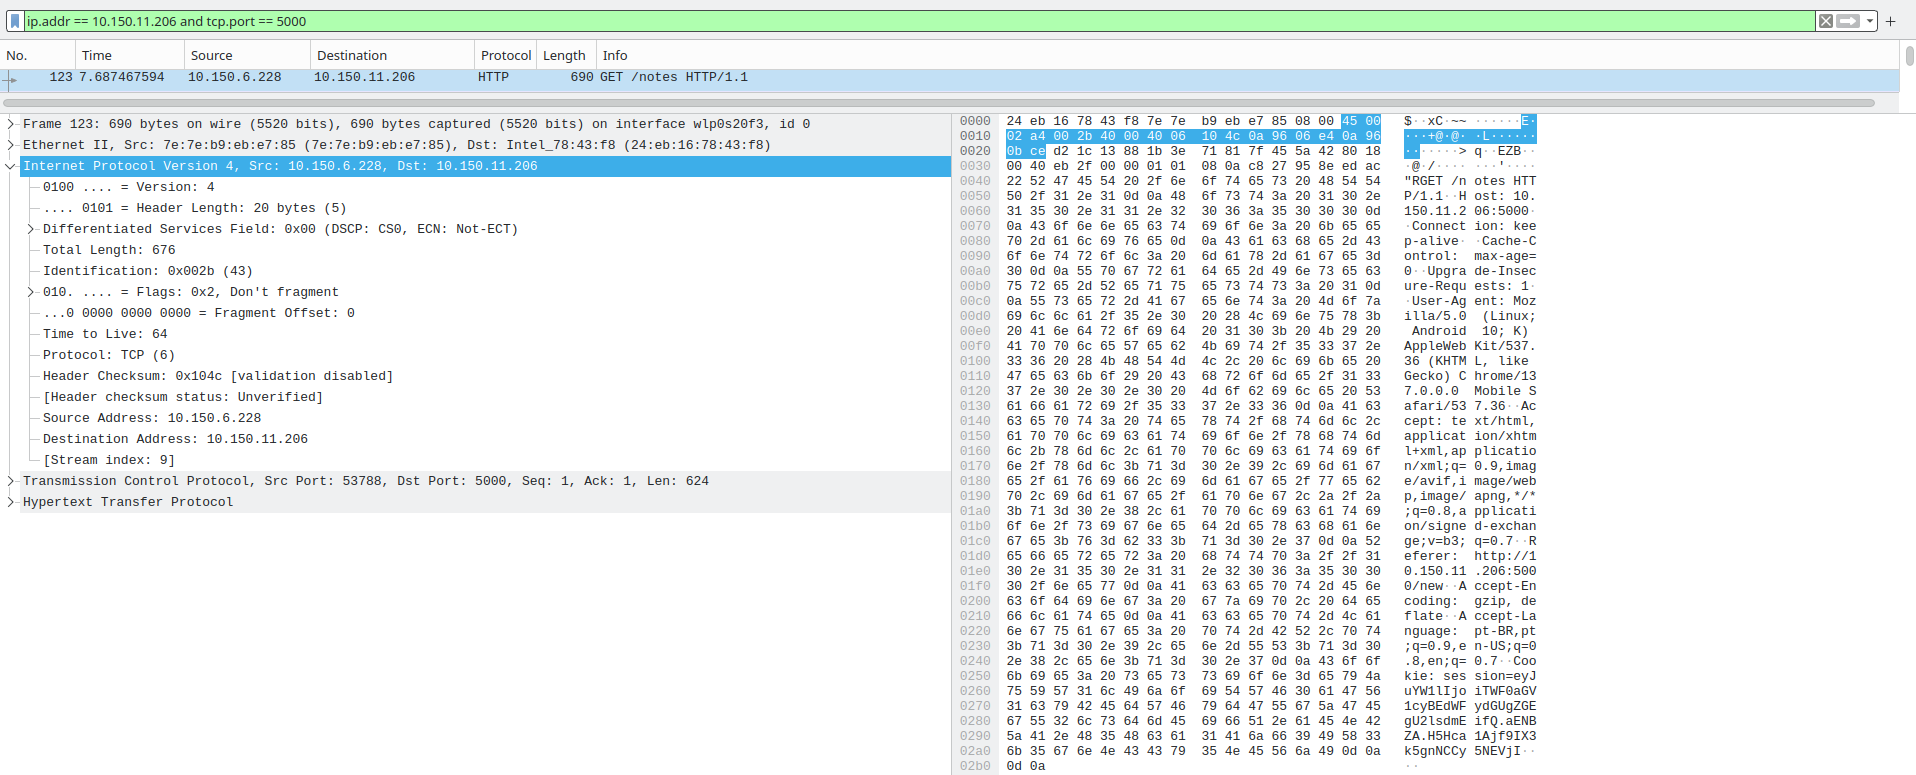 ip.addr == 10.150.11.206 and tcp.port == 5000
No. Time Source Destination Protocol Length Info
123 7.687467594 10.150.6.228 10.150.11.206 HTTP 690 GET /notes HTTP/1.1
Frame 123: 690 bytes on wire (5520 bits), 690 bytes captured (5520 bits) on interface wlp0s20f3, id 0
Ethernet II, Src: 7e:7e:b9:eb:e7:85 (7e:7e:b9:eb:e7:85), Dst: Intel_78:43:f8 (24:eb:16:78:43:f8)
Internet Protocol Version 4, Src: 10.150.6.228, Dst: 10.150.11.206
0100 .... = Version: 4
.... 0101 = Header Length: 20 bytes (5)
Differentiated Services Field: 0x00 (DSCP: CS0, ECN: Not-ECT)
Total Length: 676
Identification: 0x002b (43)
010. .... = Flags: 0x2, Don't fragment
...0 0000 0000 0000 = Fragment Offset: 0
Time to Live: 64
Protocol: TCP (6)
Header Checksum: 0x104c [validation disabled]
[Header checksum status: Unverified]
Source Address: 10.150.6.228
Destination Address: 10.150.11.206
[Stream index: 9]
Transmission Control Protocol, Src Port: 53788, Dst Port: 5000, Seq: 1, Ack: 1, Len: 624
Hypertext Transfer Protocol
0000 24 eb 16 78 43 f8 7e 7e b9 eb e7 85 08 00 45 00 $··xC·~~ ······E·
0010 02 a4 00 2b 40 00 40 06 10 4c 0a 96 06 e4 0a 96 ···+@·@· ·L······
0020 0b ce d2 1c 13 88 1b 3e 71 81 7f 45 5a 42 80 18 ·······> q··EZB··
0030 00 40 eb 2f 00 00 01 01 08 0a c8 27 95 8e ed ac ·@·/···· ···'····
0040 22 52 47 45 54 20 2f 6e 6f 74 65 73 20 48 54 54 "RGET /n otes HTT
0050 50 2f 31 2e 31 0d 0a 48 6f 73 74 3a 20 31 30 2e P/1.1··H ost: 10.
0060 31 35 30 2e 31 31 2e 32 30 36 3a 35 30 30 30 0d 150.11.2 06:5000·
0070 0a 43 6f 6e 6e 65 63 74 69 6f 6e 3a 20 6b 65 65 ·Connect ion: kee
0080 70 2d 61 6c 69 76 65 0d 0a 43 61 63 68 65 2d 43 p-alive· ·Cache-C
0090 6f 6e 74 72 6f 6c 3a 20 6d 61 78 2d 61 67 65 3d ontrol:  max-age=
00a0 30 0d 0a 55 70 67 72 61 64 65 2d 49 6e 73 65 63 0··Upgra de-Insec
00b0 75 72 65 2d 52 65 71 75 65 73 74 73 3a 20 31 0d ure-Requ ests: 1·
00c0 0a 55 73 65 72 2d 41 67 65 6e 74 3a 20 4d 6f 7a ·User-Ag ent: Moz
00d0 69 6c 6c 61 2f 35 2e 30 20 28 4c 69 6e 75 78 3b illa/5.0  (Linux;
00e0 20 41 6e 64 72 6f 69 64 20 31 30 3b 20 4b 29 20  Android  10; K)
00f0 41 70 70 6c 65 57 65 62 4b 69 74 2f 35 33 37 2e AppleWeb Kit/537.
0100 33 36 20 28 4b 48 54 4d 4c 2c 20 6c 69 6b 65 20 36 (KHTM L, like
0110 47 65 63 6b 6f 29 20 43 68 72 6f 6d 65 2f 31 33 Gecko) C hrome/13
0120 37 2e 30 2e 30 2e 30 20 4d 6f 62 69 6c 65 20 53 7.0.0.0  Mobile S
0130 61 66 61 72 69 2f 35 33 37 2e 33 36 0d 0a 41 63 afari/53 7.36··Ac
0140 63 65 70 74 3a 20 74 65 78 74 2f 68 74 6d 6c 2c cept: te xt/html,
0150 61 70 70 6c 69 63 61 74 69 6f 6e 2f 78 68 74 6d applicat ion/xhtm
0160 6c 2b 78 6d 6c 2c 61 70 70 6c 69 63 61 74 69 6f l+xml,ap plicatio
0170 6e 2f 78 6d 6c 3b 71 3d 30 2e 39 2c 69 6d 61 67 n/xml;q= 0.9,imag
0180 65 2f 61 76 69 66 2c 69 6d 61 67 65 2f 77 65 62 e/avif,i mage/web
0190 70 2c 69 6d 61 67 65 2f 61 70 6e 67 2c 2a 2f 2a p,image/ apng,*/*
01a0 3b 71 3d 30 2e 38 2c 61 70 70 6c 69 63 61 74 69 ;q=0.8,a pplicati
01b0 6f 6e 2f 73 69 67 6e 65 64 2d 65 78 63 68 61 6e on/signe d-exchan
01c0 67 65 3b 76 3d 62 33 3b 71 3d 30 2e 37 0d 0a 52 ge;v=b3; q=0.7··R
01d0 65 66 65 72 65 72 3a 20 68 74 74 70 3a 2f 2f 31 eferer:  http://1
01e0 30 2e 31 35 30 2e 31 31 2e 32 30 36 3a 35 30 30 0.150.11 .206:500
01f0 30 2f 6e 65 77 0d 0a 41 63 63 65 70 74 2d 45 6e 0/new··A ccept-En
0200 63 6f 64 69 6e 67 3a 20 67 7a 69 70 2c 20 64 65 coding:  gzip, de
0210 66 6c 61 74 65 0d 0a 41 63 63 65 70 74 2d 4c 61 flate··A ccept-La
0220 6e 67 75 61 67 65 3a 20 70 74 2d 42 52 2c 70 74 nguage:  pt-BR,pt
0230 3b 71 3d 30 2e 39 2c 65 6e 2d 55 53 3b 71 3d 30 ;q=0.9,e n-US;q=0
0240 2e 38 2c 65 6e 3b 71 3d 30 2e 37 0d 0a 43 6f 6f .8,en;q= 0.7··Coo
0250 6b 69 65 3a 20 73 65 73 73 69 6f 6e 3d 65 79 4a kie: ses sion=eyJ
0260 75 59 57 31 6c 49 6a 6f 69 54 57 46 30 61 47 56 uYW1lIjo iTWF0aGV
0270 31 63 79 42 45 64 57 46 79 64 47 55 67 5a 47 45 1cyBEdWF ydGUgZGE
0280 67 55 32 6c 73 64 6d 45 69 66 51 2e 61 45 4e 42 gU2lsdmE ifQ.aENB
0290 5a 41 2e 48 35 48 63 61 31 41 6a 66 39 49 58 33 ZA.H5Hca 1Ajf9IX3
02a0 6b 35 67 6e 4e 43 43 79 35 4e 45 56 6a 49 0d 0a k5gnNCCy 5NEVjI··
02b0 0d 0a ··